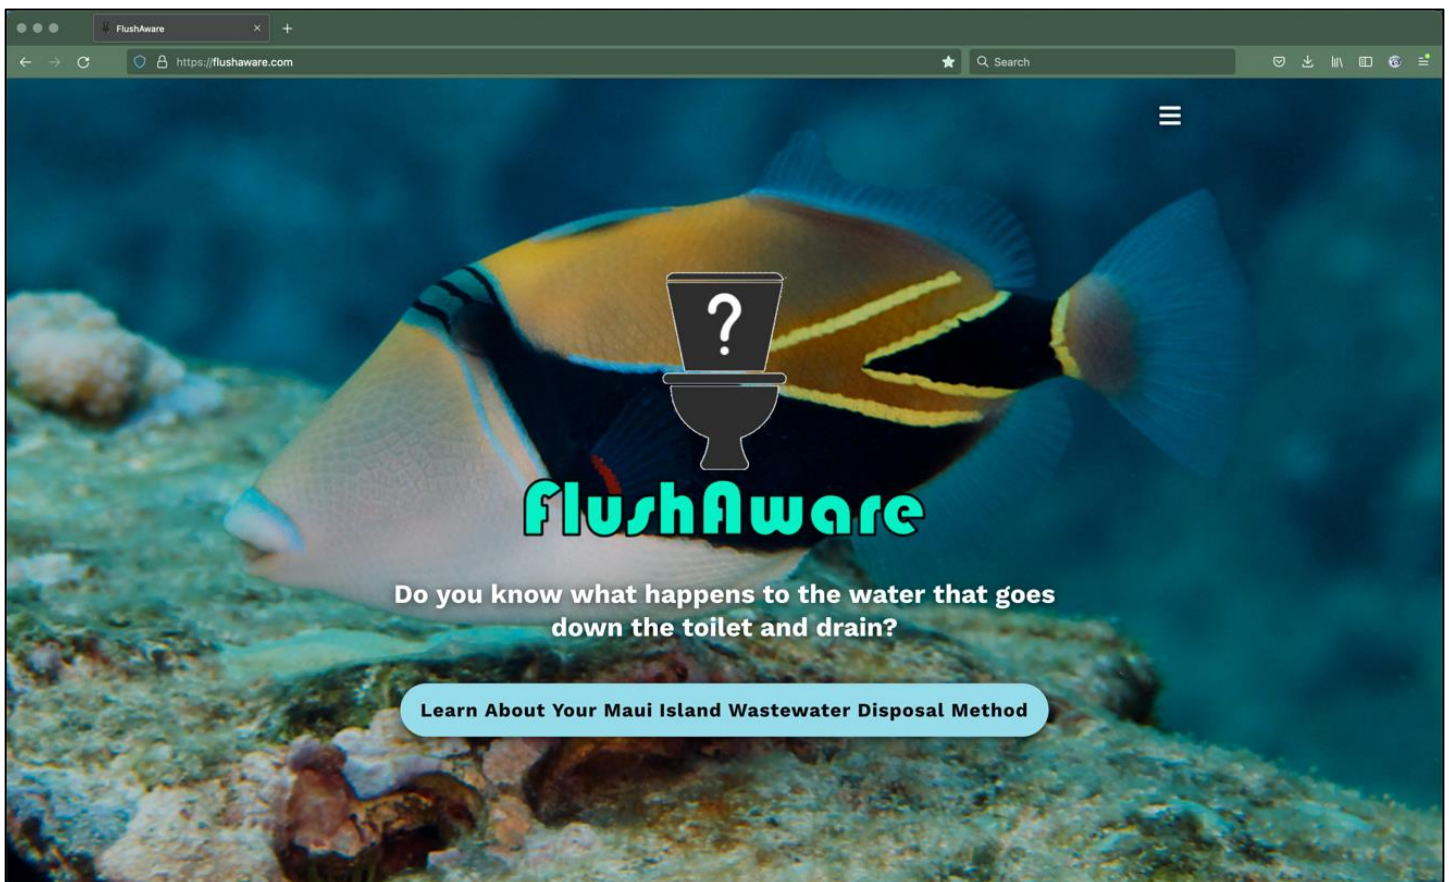 FlushAware
https://flushaware.com
Search
?
FlushAware
Do you know what happens to the water that goes
down the toilet and drain?
Learn About Your Maui Island Wastewater Disposal Method